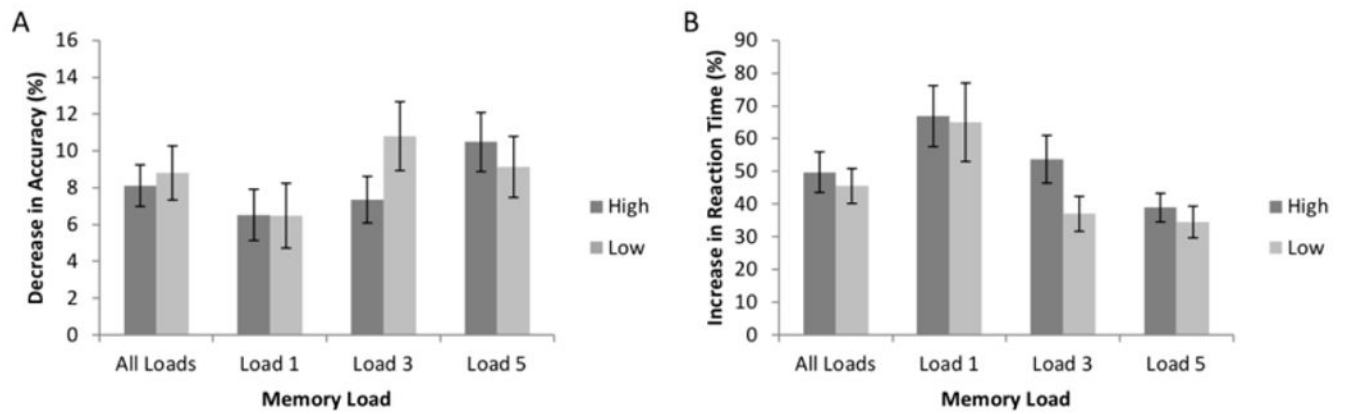 A
Decrease in Accuracy (%)
16
14
12
10
8
6
4
2
0
All Loads Load 1 Load 3 Load 5
Memory Load
High
Low
B
Increase in Reaction Time (%)
90
80
70
60
50
40
30
20
10
0
All Loads Load 1 Load 3 Load 5
Memory Load
High
Low